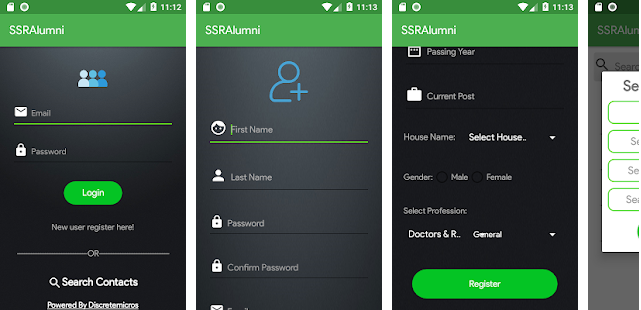 11:12
SSRAlumni
Email
Password
Login
New user register here!
OR
Search Contacts
Powered By Discretemicros
11:13
SSRAlumni
First Name
Last Name
Password
Confirm Password
11:13
SSRAlumni
Passing Year
Current Post
House Name: Select House..
Gender: Male Female
Select Profession:
Doctors & R.. General
Register
SSRA
Sear
Se
Se
Se
Sea